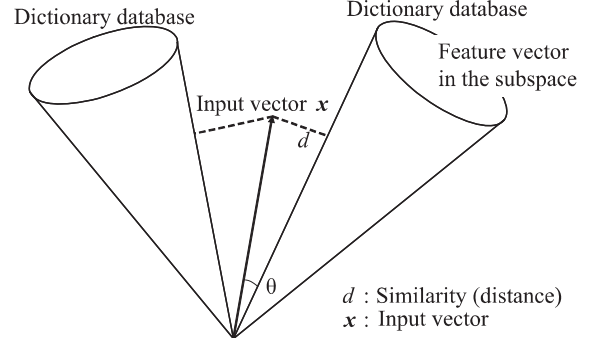 Dictionary database
Dictionary database
Feature vector
in the subspace
Input vector x
d
θ
d : Similarity (distance)
x : Input vector